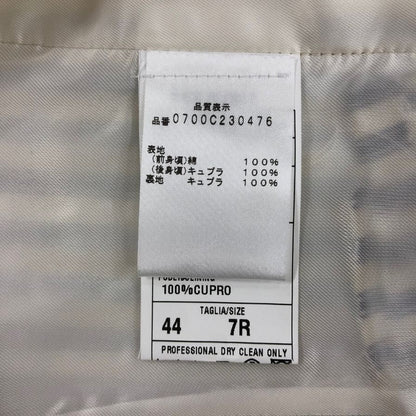 品質表示
品番 0700C230476
表地
(前身頃)綿 100%
(後身頃)キュプラ 100%
裏地 キュプラ 100%
100%CUPRO
TAGLIA/SIZE
44 7R
PROFESSIONAL DRY CLEAN ONLY